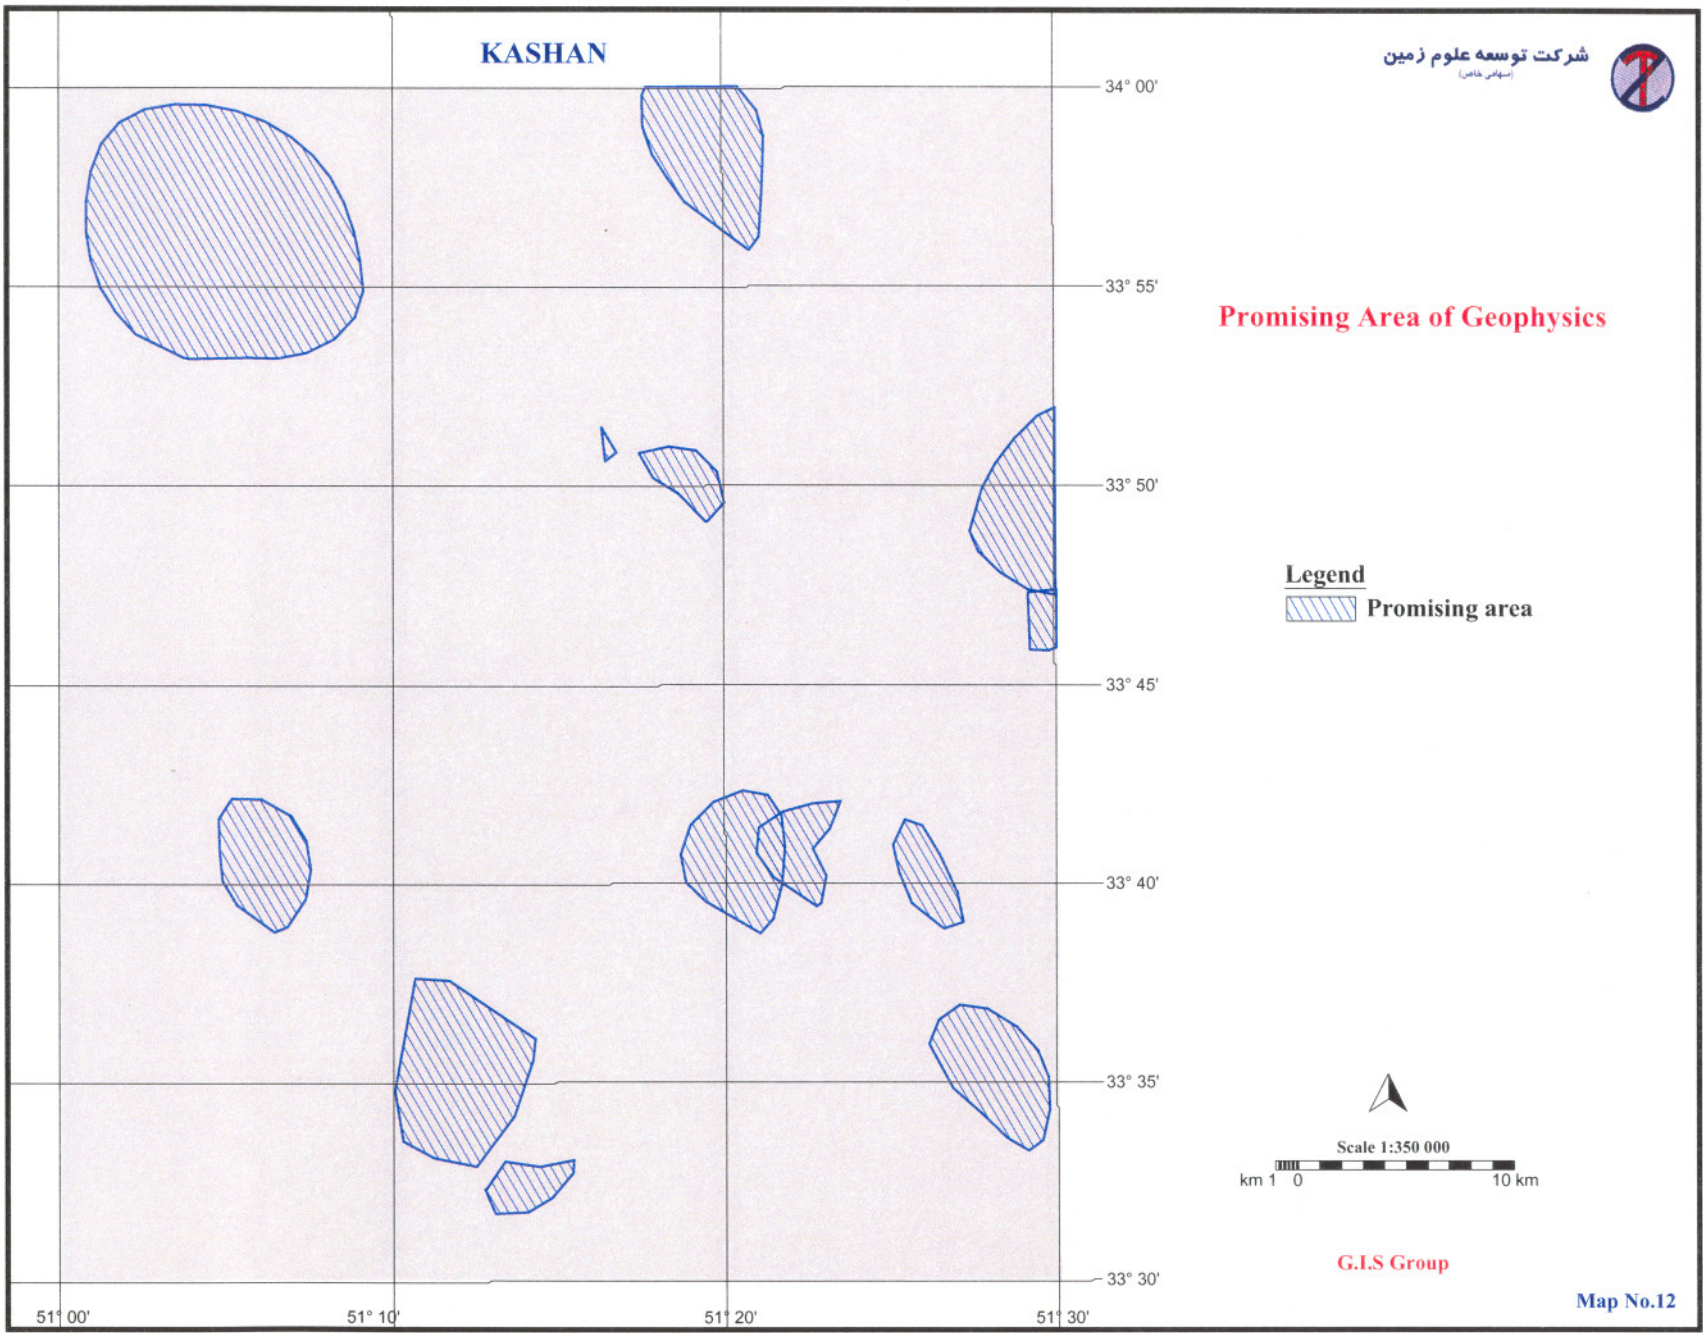 KASHAN
شرکت توسعه علوم زمین
(سهامی خاص)
34° 00'
33° 55'
Promising Area of Geophysics
33° 50'
Legend
Promising area
33° 45'
33° 40'
33° 35'
Scale 1:350 000
km 1 0 10 km
G.I.S Group
33° 30'
Map No.12
51° 00' 51° 10' 51° 20' 51° 30'